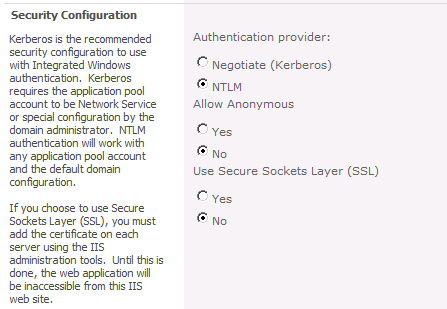 Security Configuration
Kerberos is the recommended
security configuration to use
with Integrated Windows
authentication.  Kerberos
requires the application pool
account to be Network Service
or special configuration by the
domain administrator.  NTLM
authentication will work with
any application pool account
and the default domain
configuration.
If you choose to use Secure
Sockets Layer (SSL), you must
add the certificate on each
server using the IIS
administration tools.  Until this is
done, the web application will
be inaccessible from this IIS
web site.
Authentication provider:
Negotiate (Kerberos)
NTLM
Allow Anonymous
Yes
No
Use Secure Sockets Layer (SSL)
Yes
No